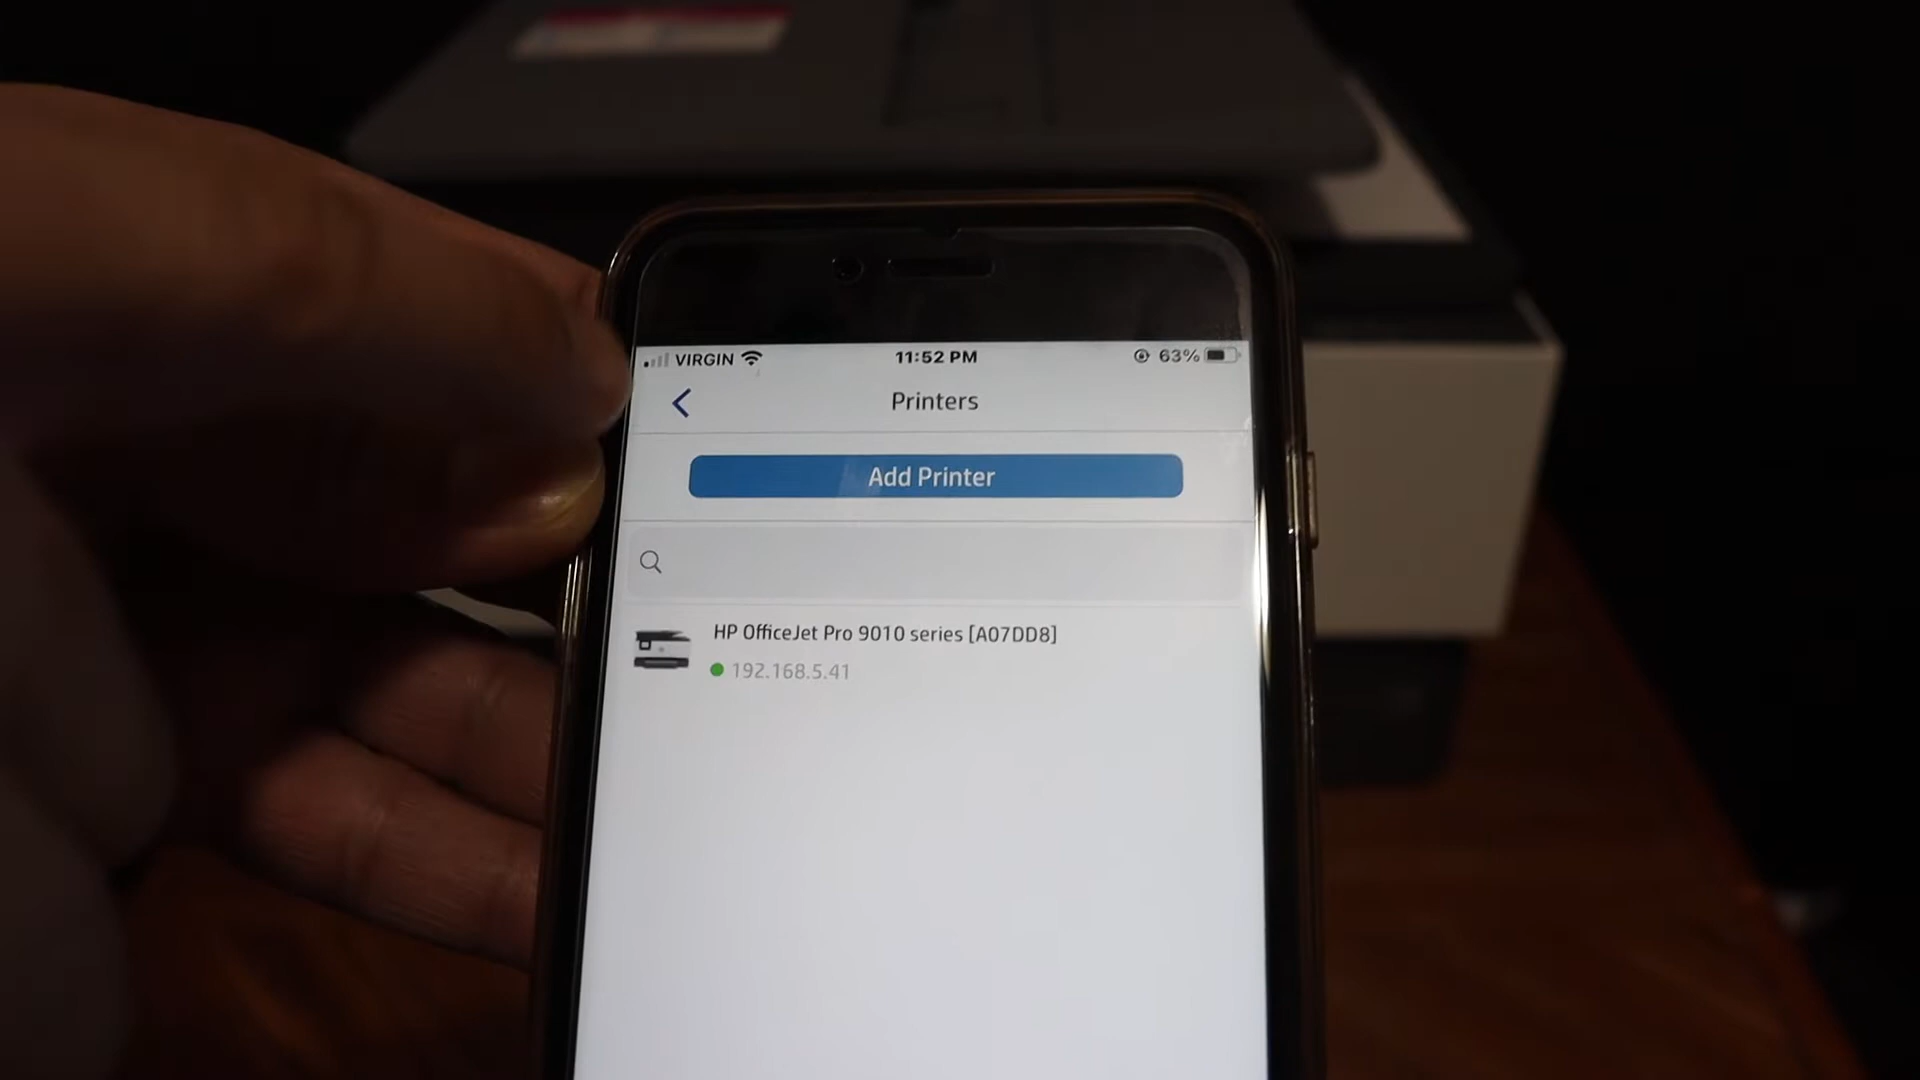 VIRGIN 11:52 PM 63%
Printers
Add Printer
HP OfficeJet Pro 9010 series [A07DD8]
192.168.5.41